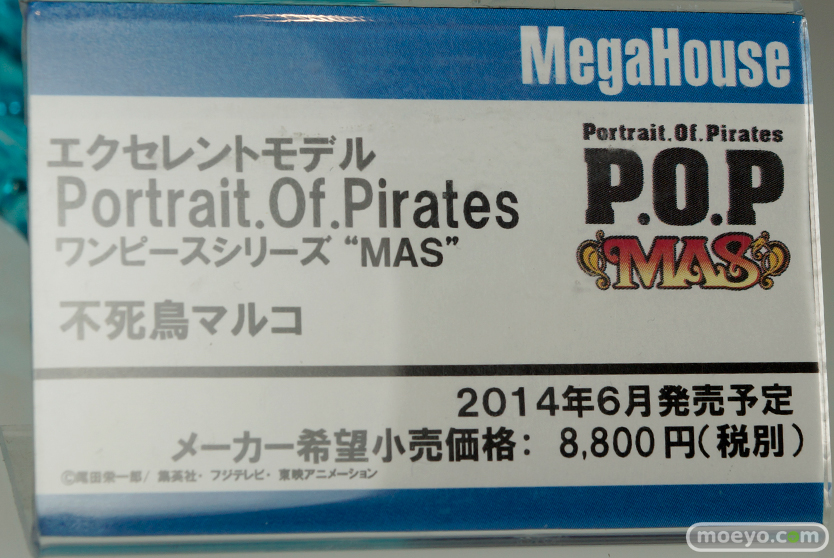 MegaHouse
エクセレントモデル
Portrait.Of.Pirates
ワンピースシリーズ “MAS”
不死鳥マルコ
Portrait.Of.Pirates
P.O.P
MAS
2014年6月発売予定
メーカー希望小売価格: 8,800円(税別)
©尾田栄一郎/ 集英社・ フジテレビ・ 東映アニメーション
moeyo.com